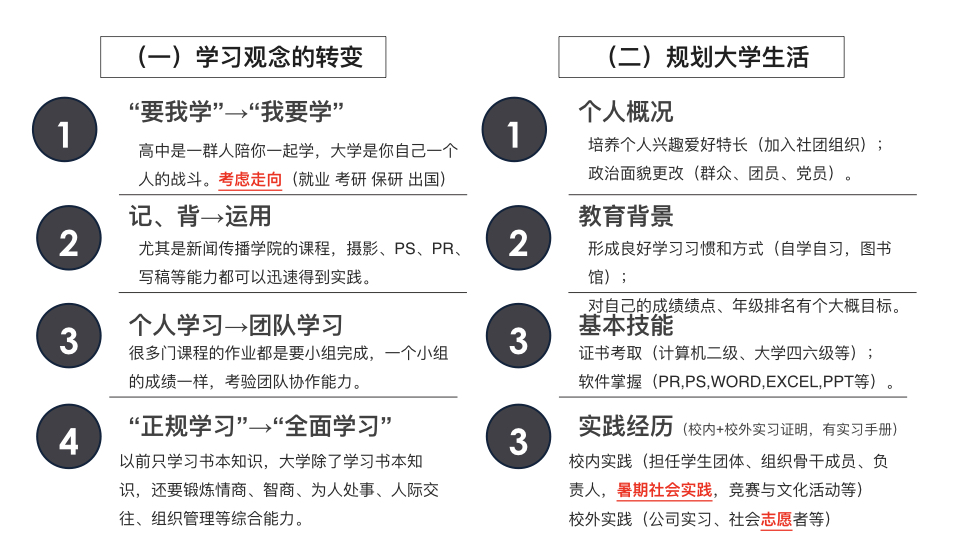 （一）学习观念的转变
1
“要我学”→“我要学”
高中是一群人陪你一起学，大学是你自己一个
人的战斗。考虑走向（就业 考研 保研 出国）
2
记、背→运用
尤其是新闻传播学院的课程，摄影、PS、PR、
写稿等能力都可以迅速得到实践。
3
个人学习→团队学习
很多门课程的作业都是要小组完成，一个小组
的成绩一样，考验团队协作能力。
4
“正规学习”→“全面学习”
以前只学习书本知识，大学除了学习书本知
识，还要锻炼情商、智商、为人处事、人际交
往、组织管理等综合能力。
（二）规划大学生活
1
个人概况
培养个人兴趣爱好特长（加入社团组织）；
政治面貌更改（群众、团员、党员）。
2
教育背景
形成良好学习习惯和方式（自学自习，图书
馆）；
对自己的成绩绩点、年级排名有个大概目标。
3
基本技能
证书考取（计算机二级、大学四六级等）；
软件掌握（PR,PS,WORD,EXCEL,PPT等）。
3
实践经历（校内+校外实习证明，有实习手册）
校内实践（担任学生团体、组织骨干成员、负
责人，暑期社会实践，竞赛与文化活动等）
校外实践（公司实习、社会志愿者等）